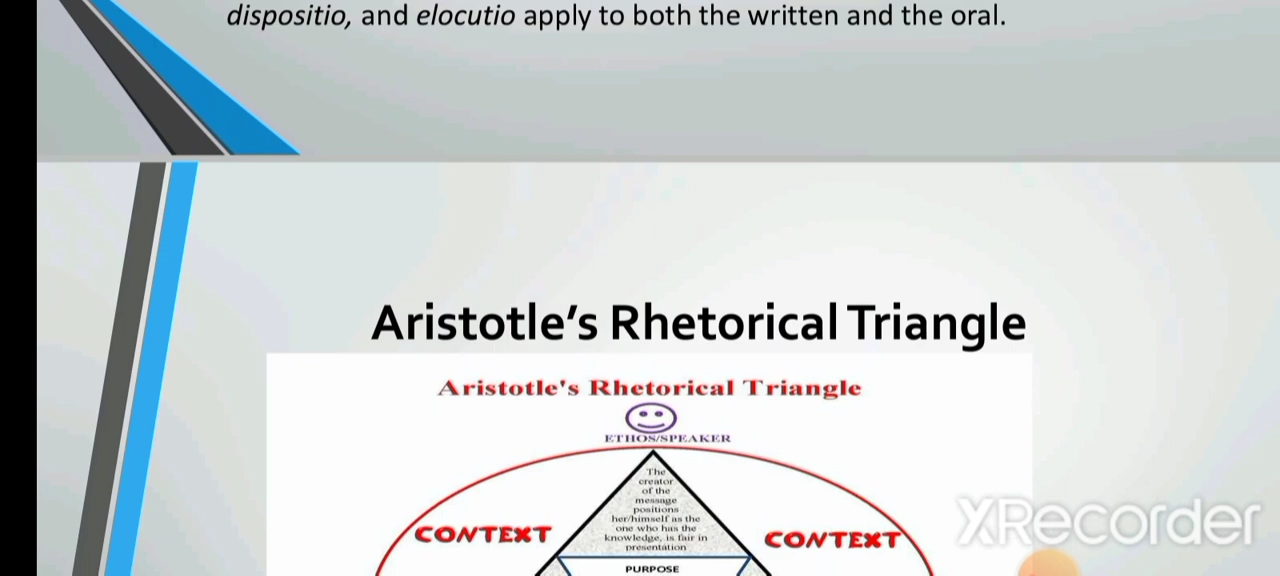 dispositio, and elocutio apply to both the written and the oral.
Aristotle’s Rhetorical Triangle
Aristotle's Rhetorical Triangle
ETHOS/SPEAKER
The
creator
of the
message
positions
her/himself as the
one who has the
knowledge, is fair in
presentation
CONTEXT
CONTEXT
PURPOSE
XRecorder